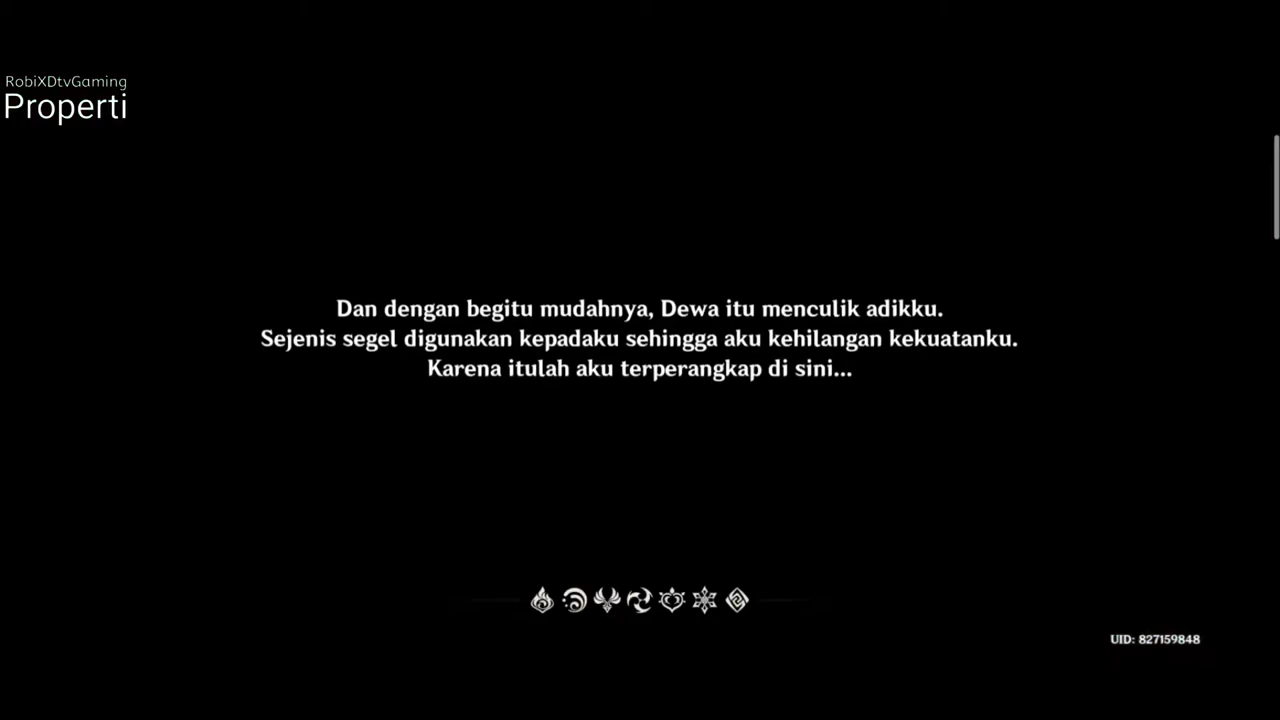 RobiXDtvGaming
Properti
Dan dengan begitu mudahnya, Dewa itu menculik adikku.
Sejenis segel digunakan kepadaku sehingga aku kehilangan kekuatanku.
Karena itulah aku terperangkap di sini...
UID: 827159848